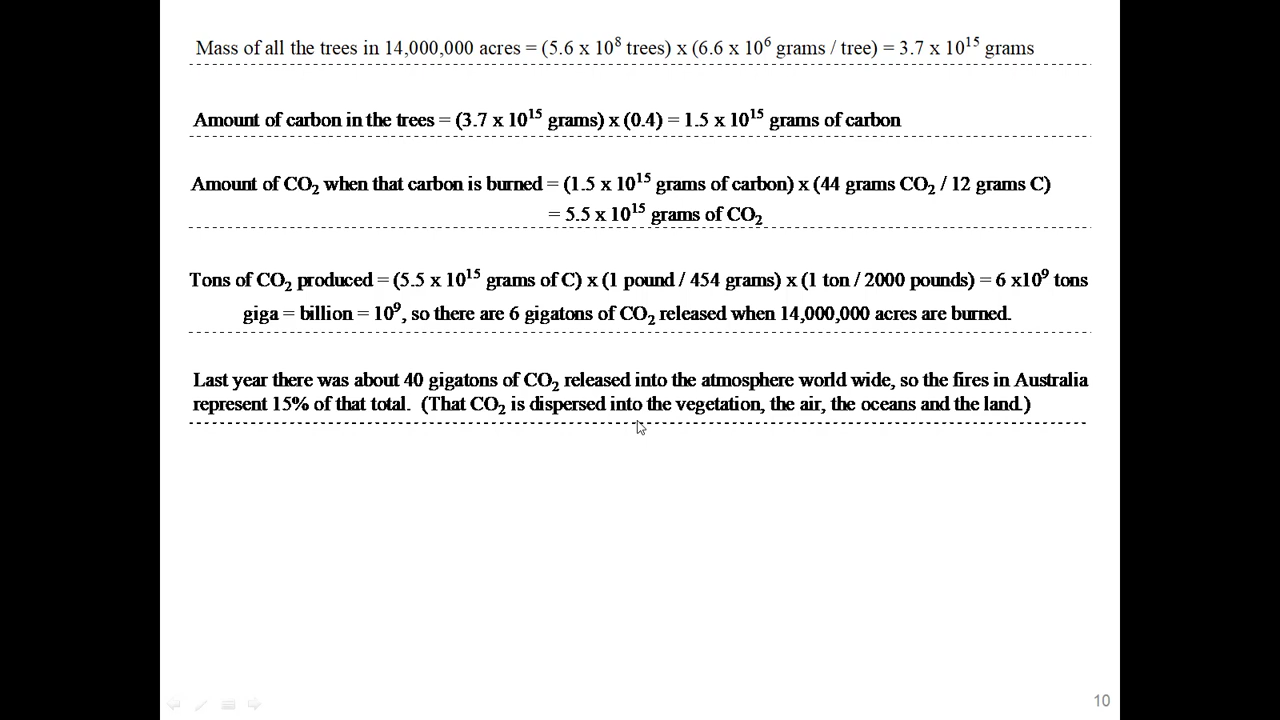 Mass of all the trees in 14,000,000 acres = (5.6 x 10⁸ trees) x (6.6 x 10⁶ grams / tree) = 3.7 x 10¹⁵ grams
Amount of carbon in the trees = (3.7 x 10¹⁵ grams) x (0.4) = 1.5 x 10¹⁵ grams of carbon
Amount of CO₂ when that carbon is burned = (1.5 x 10¹⁵ grams of carbon) x (44 grams CO₂ / 12 grams C)
= 5.5 x 10¹⁵ grams of CO₂
Tons of CO₂ produced = (5.5 x 10¹⁵ grams of C) x (1 pound / 454 grams) x (1 ton / 2000 pounds) = 6 x10⁹ tons
giga = billion = 10⁹, so there are 6 gigatons of CO₂ released when 14,000,000 acres are burned.
Last year there was about 40 gigatons of CO₂ released into the atmosphere world wide, so the fires in Australia
represent 15% of that total. (That CO₂ is dispersed into the vegetation, the air, the oceans and the land.)
10